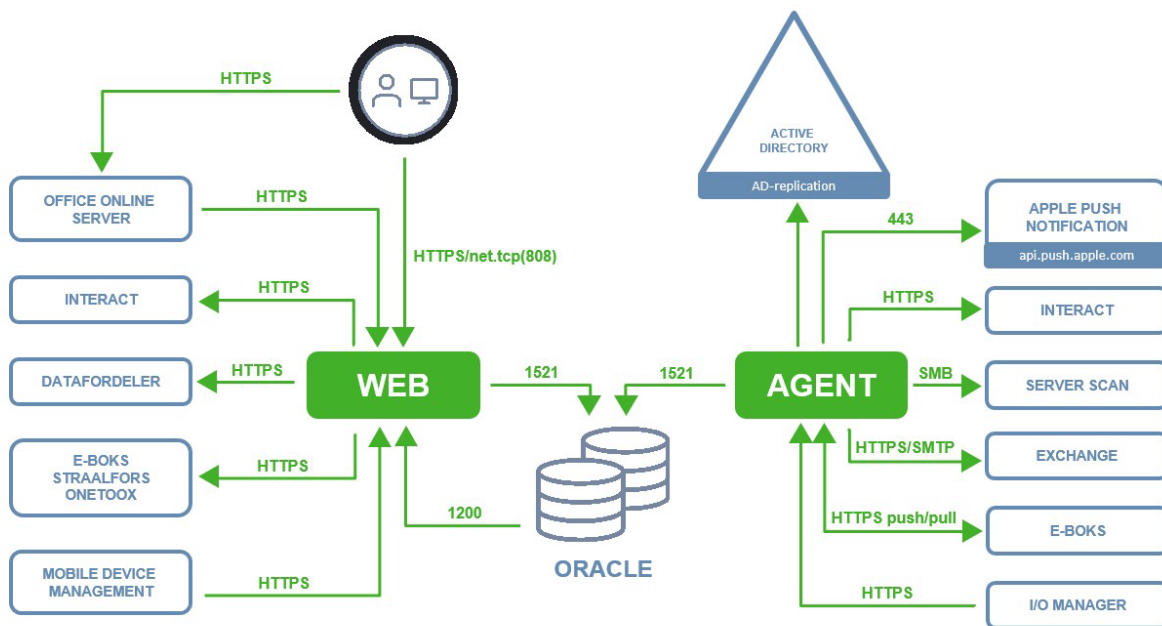 HTTPS
ACTIVE
DIRECTORY
AD-replication
OFFICE ONLINE
SERVER
HTTPS
HTTPS/net.tcp(808)
443
APPLE PUSH
NOTIFICATION
api.push.apple.com
INTERACT
HTTPS
HTTPS
INTERACT
DATAFORDELER
HTTPS
WEB
1521
1521
AGENT
SMB
SERVER SCAN
E-BOKS
STRAALFORS
ONETOOX
HTTPS
HTTPS/SMTP
EXCHANGE
1200
HTTPS push/pull
E-BOKS
ORACLE
MOBILE DEVICE
MANAGEMENT
HTTPS
HTTPS
I/O MANAGER